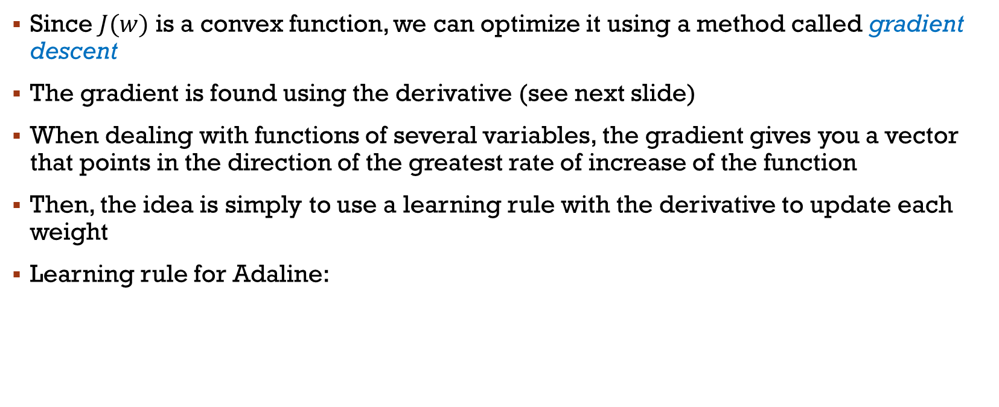 ▪ Since J(w) is a convex function, we can optimize it using a method called gradient
descent
▪ The gradient is found using the derivative (see next slide)
▪ When dealing with functions of several variables, the gradient gives you a vector
that points in the direction of the greatest rate of increase of the function
▪ Then, the idea is simply to use a learning rule with the derivative to update each
weight
▪ Learning rule for Adaline: